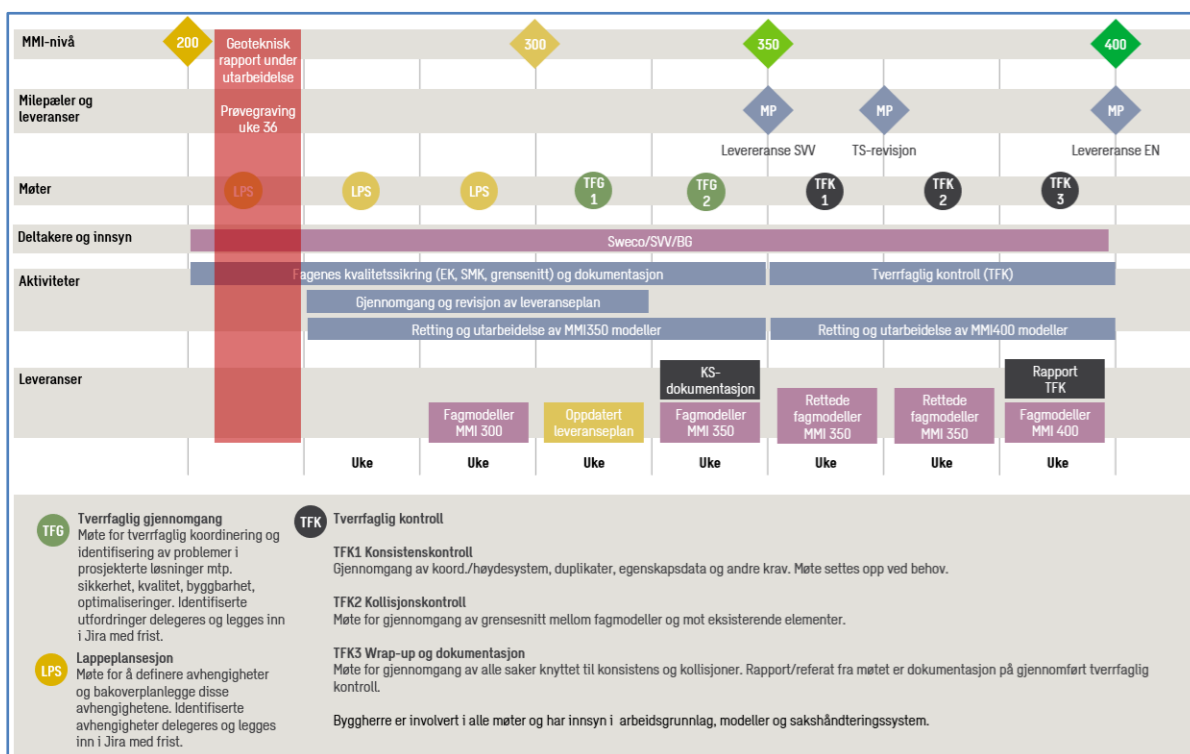 MMI-nivå
200
300
350
400
Geoteknisk
rapport under
utarbeidelse
Prøvegraving
uke 36
Milepæler og
leveranser
MP
MP
MP
Levereranse SVV
TS-revisjon
Levereranse EN
Møter
LPS
LPS
LPS
TFG
1
TFG
2
TFK
1
TFK
2
TFK
3
Deltakere og innsyn
Sweco/SVV/BG
Aktiviteter
Fagenes kvalitetssikring (EK, SMK, grensenitt) og dokumentasjon
Tverrfaglig kontroll (TFK)
Gjennomgang og revisjon av leveranseplan
Retting og utarbeidelse av MMI350 modeller
Retting og utarbeidelse av MMI400 modeller
Leveranser
KS-
dokumentasjon
Rapport
TFK
Fagmodeller
MMI 300
Oppdatert
leveranseplan
Fagmodeller
MMI 350
Rettede
fagmodeller
MMI 350
Rettede
fagmodeller
MMI 350
Fagmodeller
MMI 400
Uke
Uke
Uke
Uke
Uke
Uke
Uke
TFG
Tverrfaglig gjennomgang
Møte for tverrfaglig koordinering og
identifisering av problemer i
prosjekterte løsninger mtp.
sikkerhet, kvalitet, byggbarhet,
optimaliseringer. Identifiserte
utfordringer delegeres og legges inn
i Jira med frist.
LPS
Lappeplansesjon
Møte for å definere avhengigheter
og bakoverplanlegge disse
avhengighetene. Identifiserte
avhengigheter delegeres og legges
inn i Jira med frist.
TFK
Tverrfaglig kontroll
TFK1 Konsistenskontroll
Gjennomgang av koord./høydesystem, duplikater, egenskapsdata og andre krav. Møte settes opp ved behov.
TFK2 Kollisjonskontroll
Møte for gjennomgang av grensesnitt mellom fagmodeller og mot eksisterende elementer.
TFK3 Wrap-up og dokumentasjon
Møte for gjennomgang av alle saker knyttet til konsistens og kollisjoner. Rapport/referat fra møtet er dokumentasjon på gjennomført tverrfaglig
kontroll.
Byggherre er involvert i alle møter og har innsyn i arbeidsgrunnlag, modeller og sakshåndteringssystem.